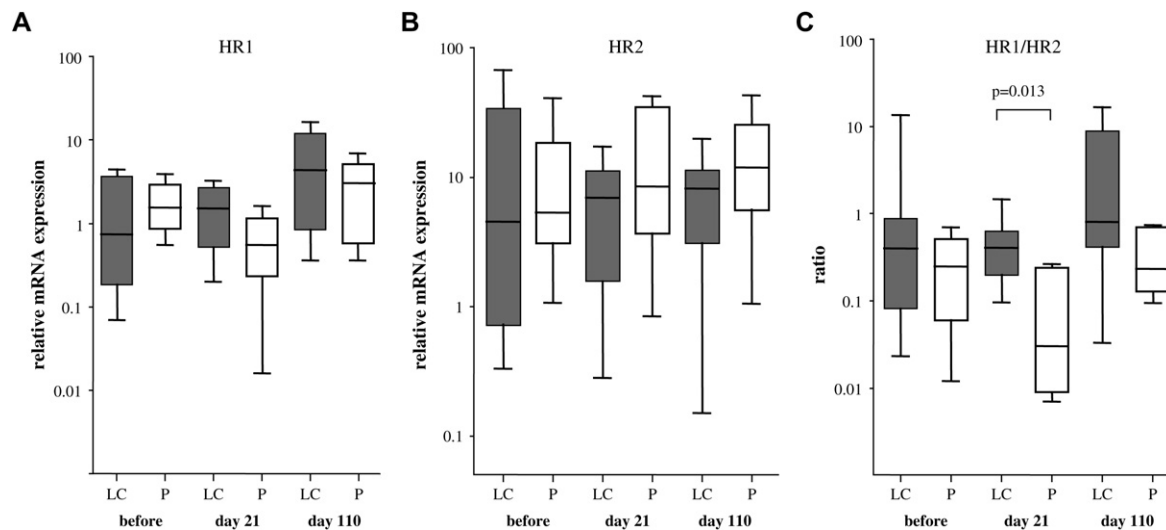 A
HR1
relative mRNA expression
100
10
1
0.1
0.01
LC P LC P LC P
before day 21 day 110
B
HR2
relative mRNA expression
100
10
1
0.1
LC P LC P LC P
before day 21 day 110
C
HR1/HR2
p=0.013
ratio
100
10
1
0.1
0.01
LC P LC P LC P
before day 21 day 110